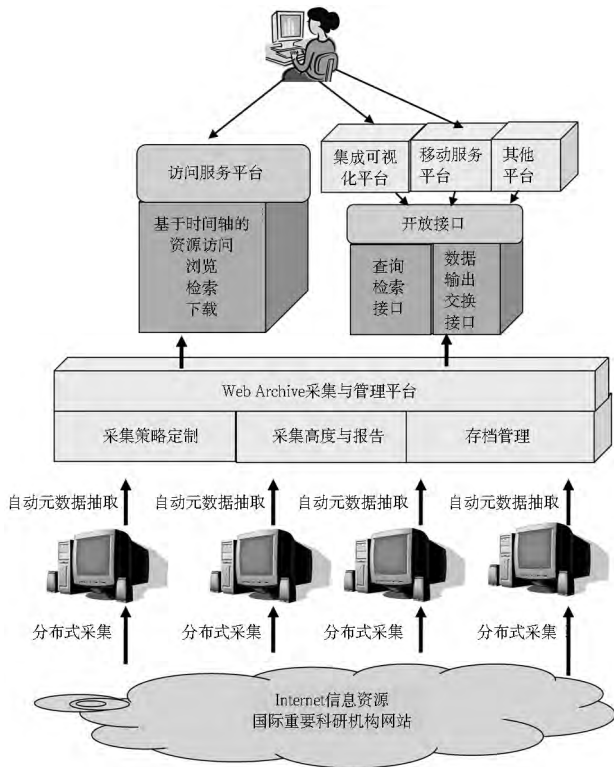 集成可视
化平台
移动服务
平台
其他
平台
访问服务平台
开放接口
基于时间轴的
资源访问
浏览
检索
下载
查询
检索
接口
数据
输出
交换
接口
Web Archive采集与管理平台
采集策略定制
采集高度与报告
存档管理
自动元数据抽取
自动元数据抽取
自动元数据抽取
自动元数据抽取
分布式采集
分布式采集
分布式采集
分布式采集
Internet信息资源
国际重要科研机构网站